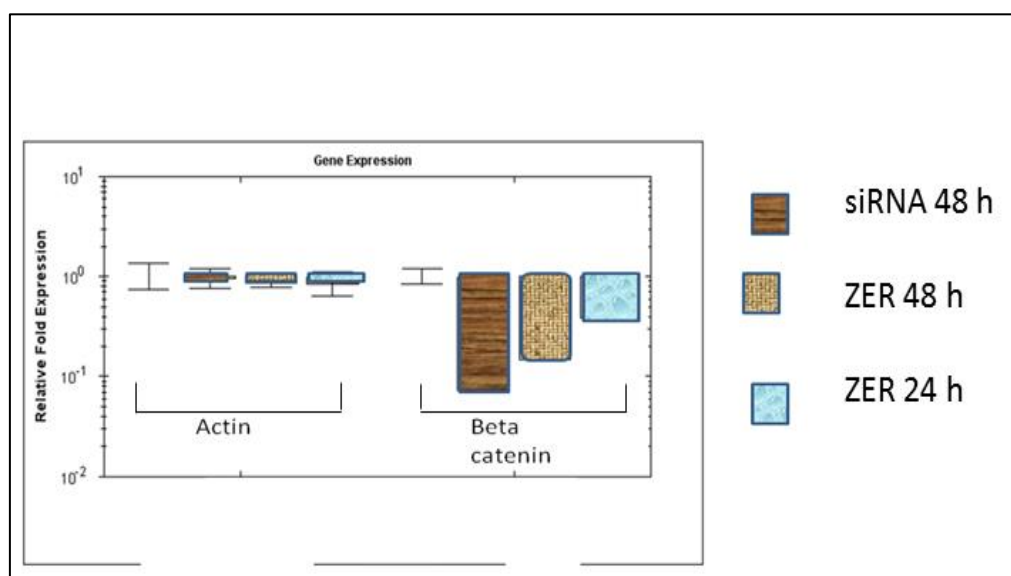 Gene Expression
Relative Fold Expression
10¹
10⁰
10⁻¹
10⁻²
Actin
Beta
catenin
siRNA 48 h
ZER 48 h
ZER 24 h